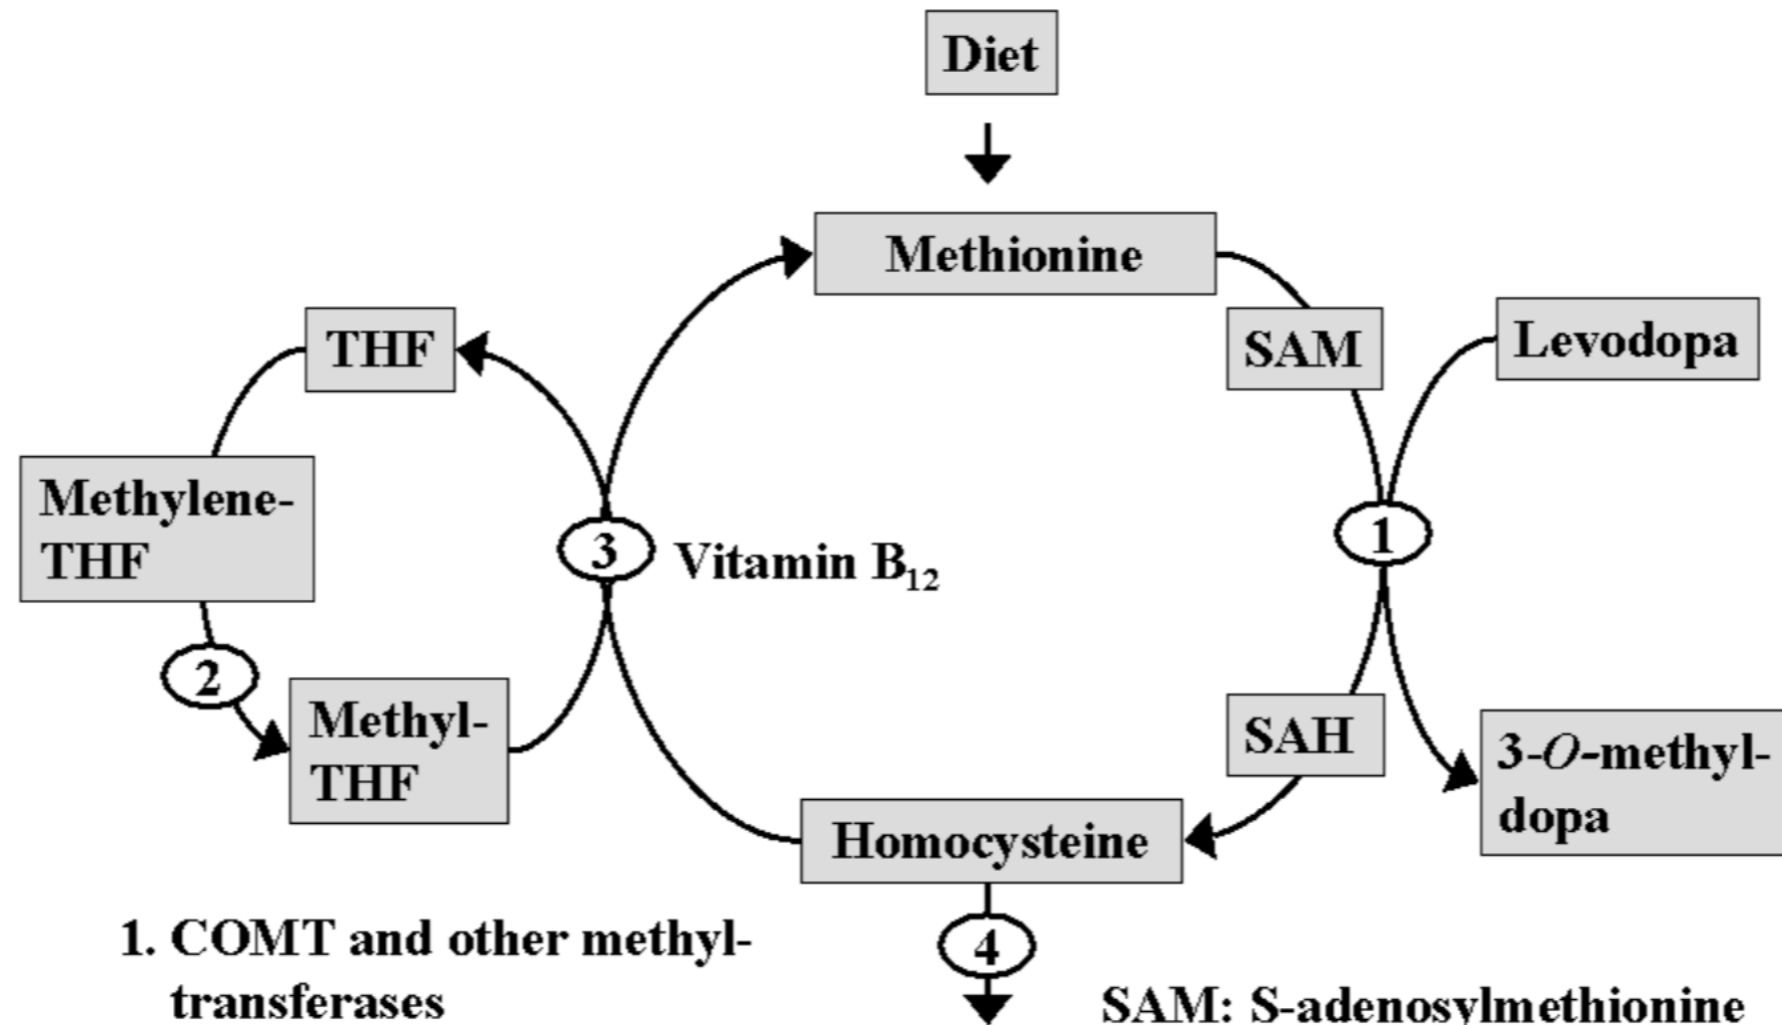 Diet
Methionine
THF
SAM
Levodopa
Methylene-
THF
3
Vitamin B₁₂
1
2
Methyl-
THF
SAH
3-O-methyl-
dopa
Homocysteine
4
1. COMT and other methyl-
transferases
SAM: S-adenosylmethionine